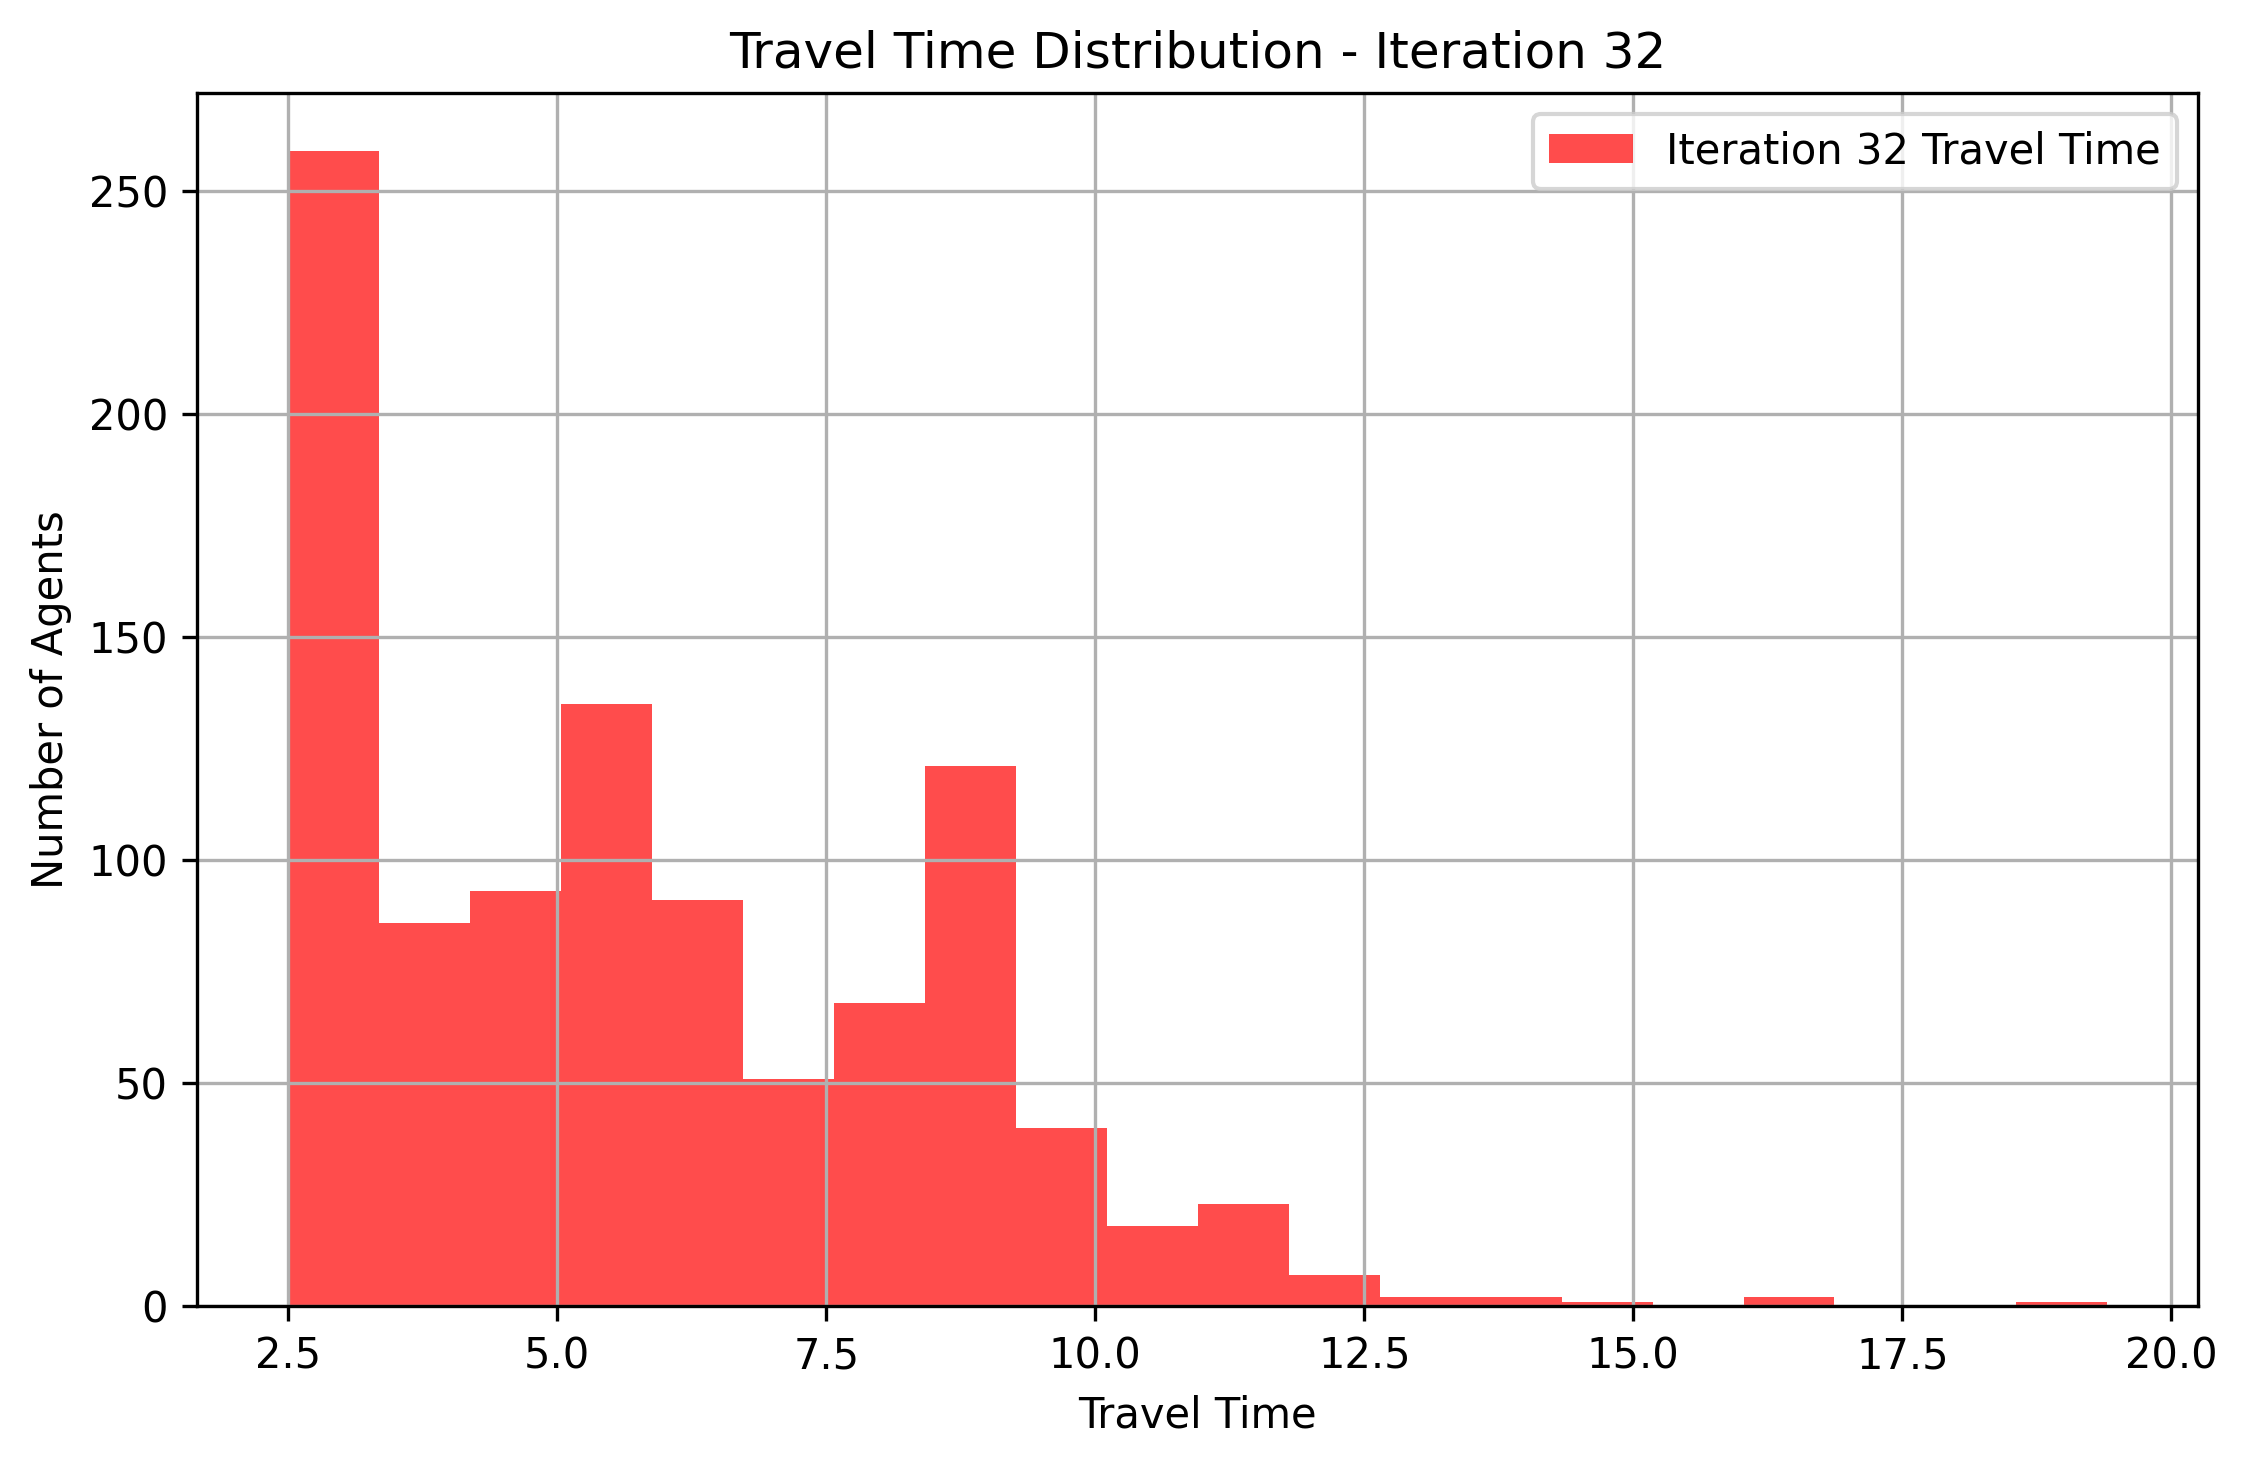 Travel Time Distribution - Iteration 32
Iteration 32 Travel Time
Number of Agents
250
200
150
100
50
0
2.5 5.0 7.5 10.0 12.5 15.0 17.5 20.0
Travel Time